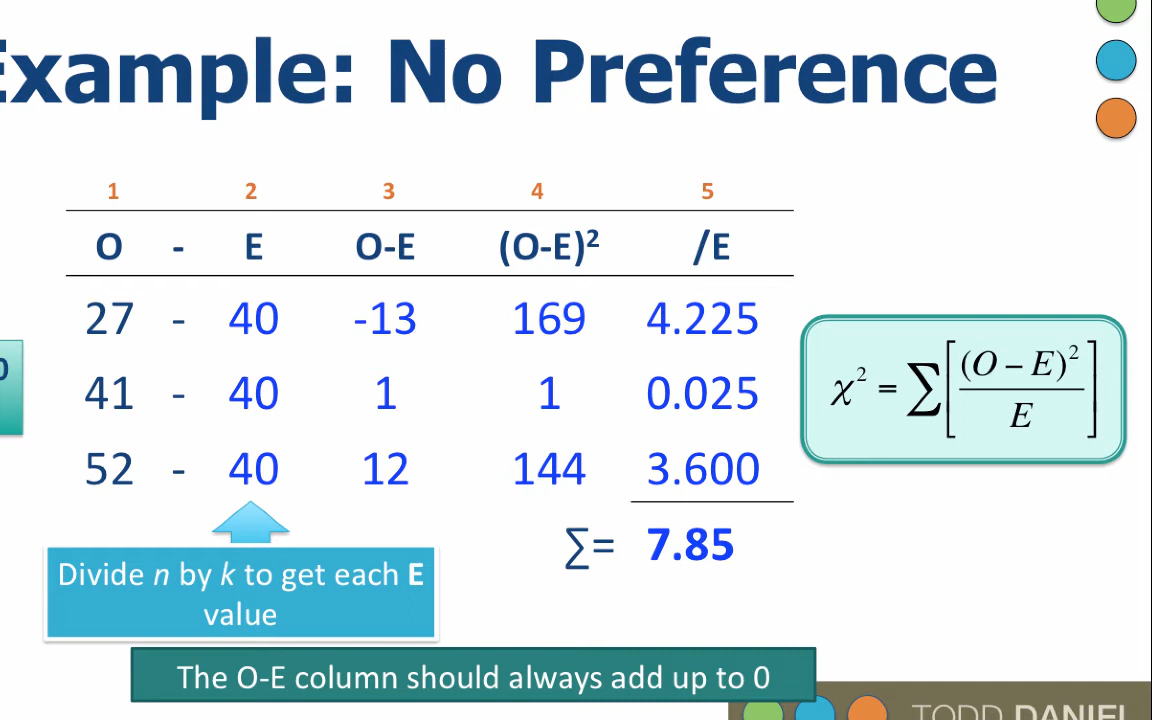 Example: No Preference
1 2 3 4 5
O - E O-E (O-E)² /E
27 - 40 -13 169 4.225
41 - 40 1 1 0.025
52 - 40 12 144 3.600
∑= 7.85
0
χ² = ∑[(O – E)² / E]
Divide n by k to get each E
value
The O-E column should always add up to 0
TODD DANIEL